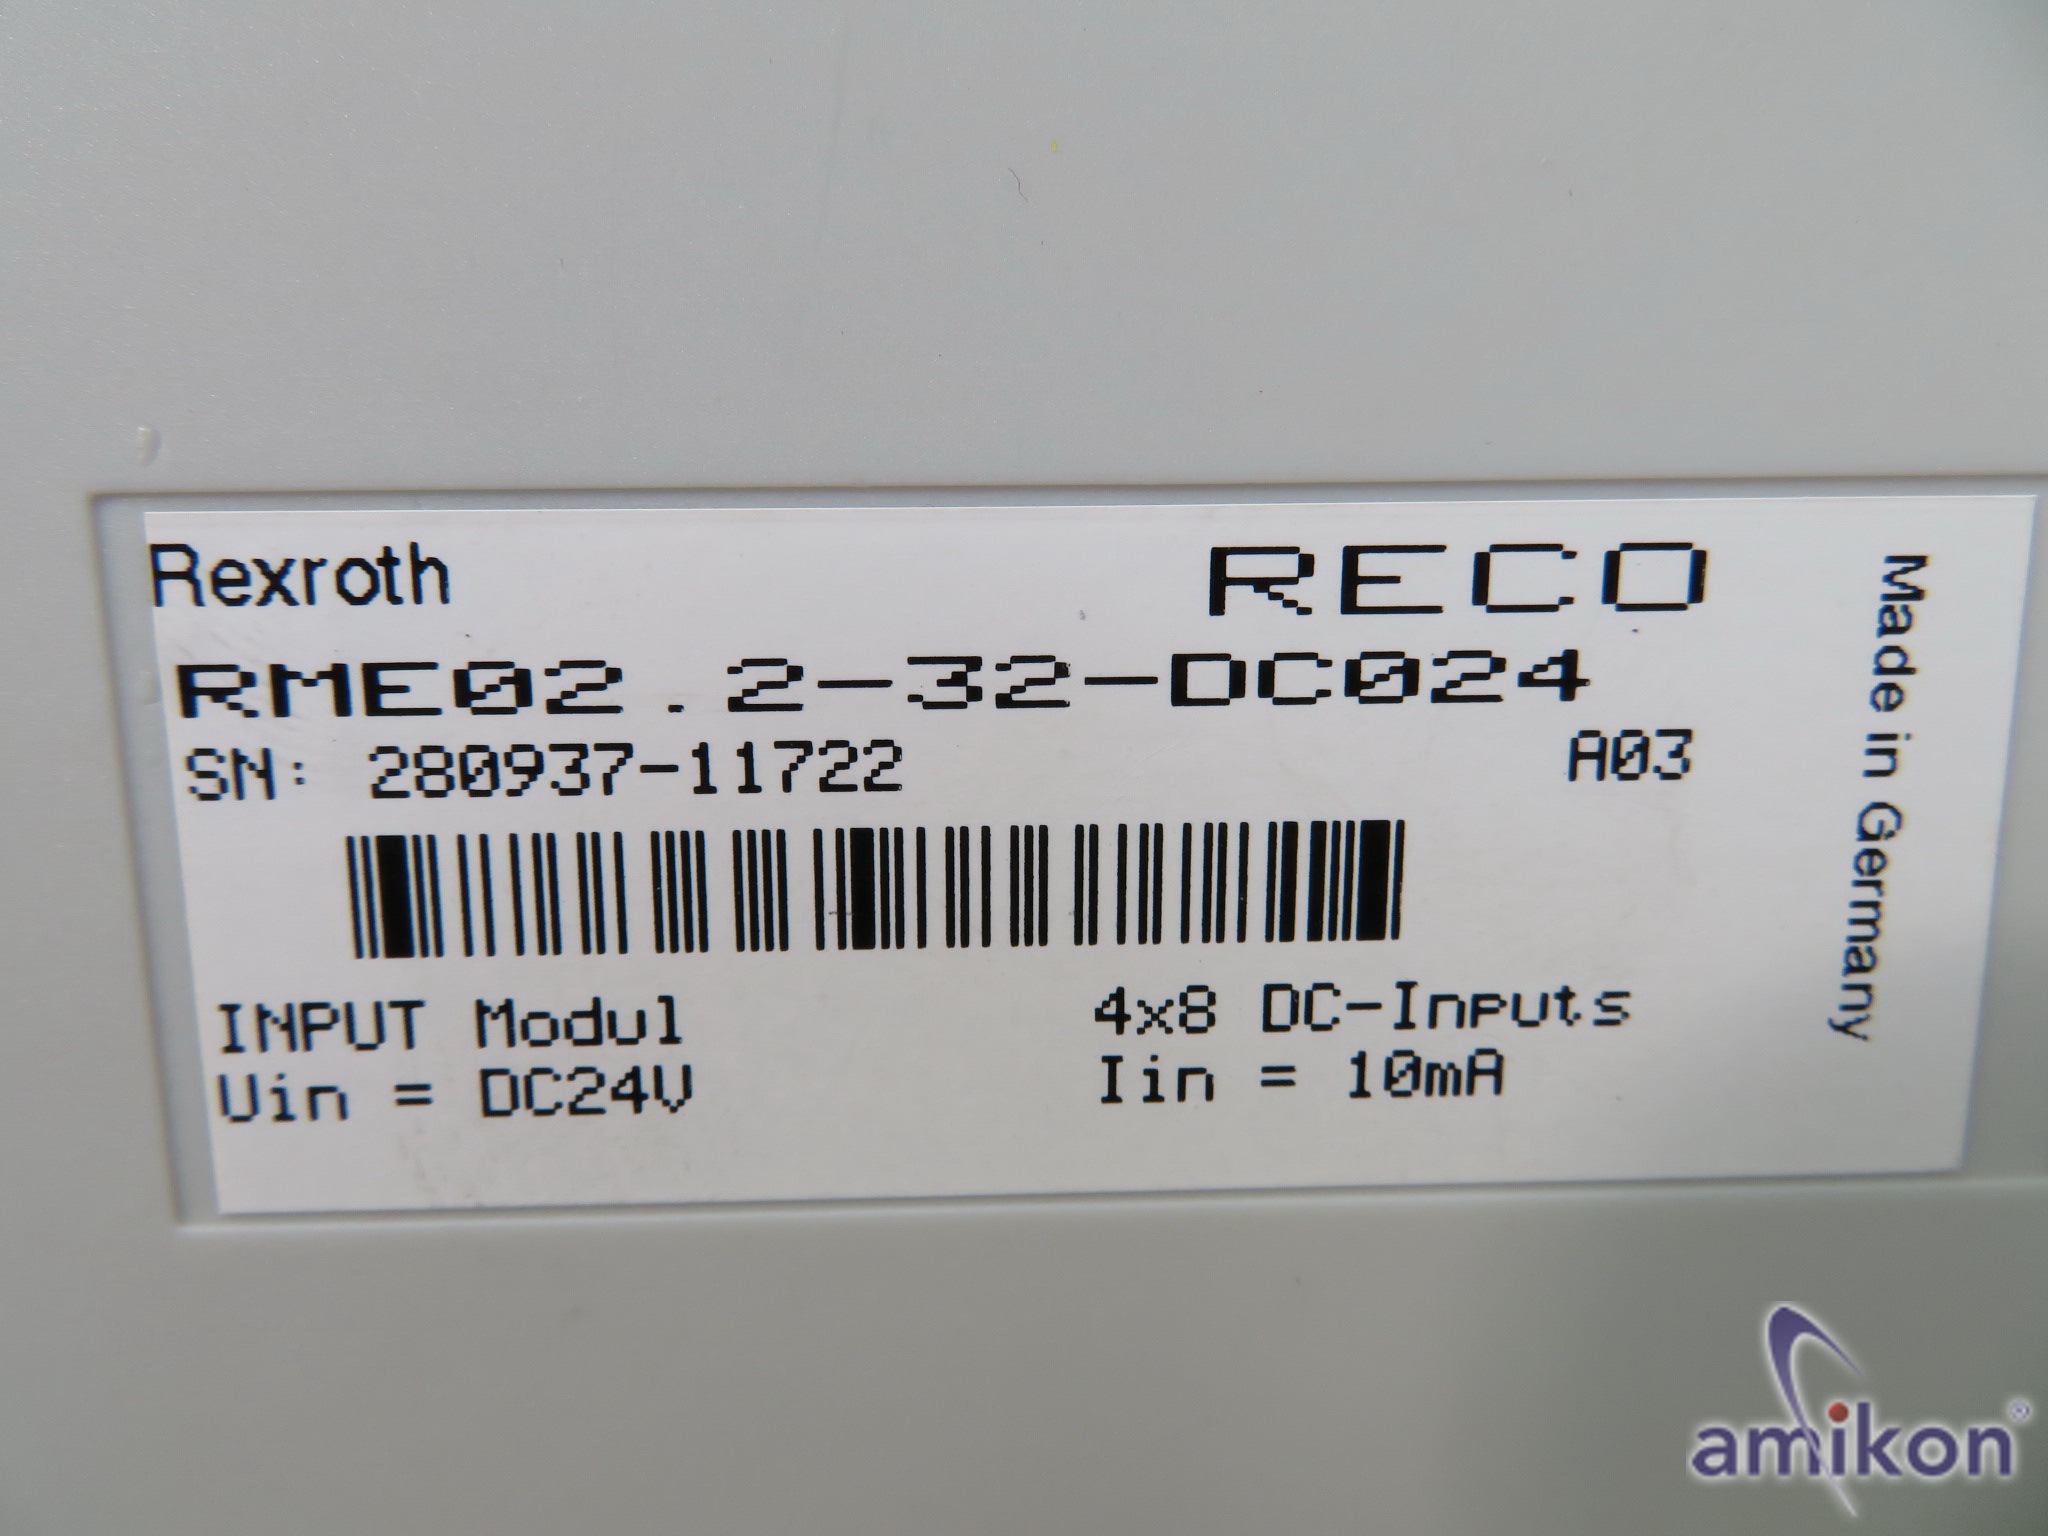 Rexroth RECO
RME02.2-32-DC024
SN: 280937-11722 A03
INPUT Modul 4x8 DC-Inputs
Uin = DC24V Iin = 10mA
Made in Germany
amikon®